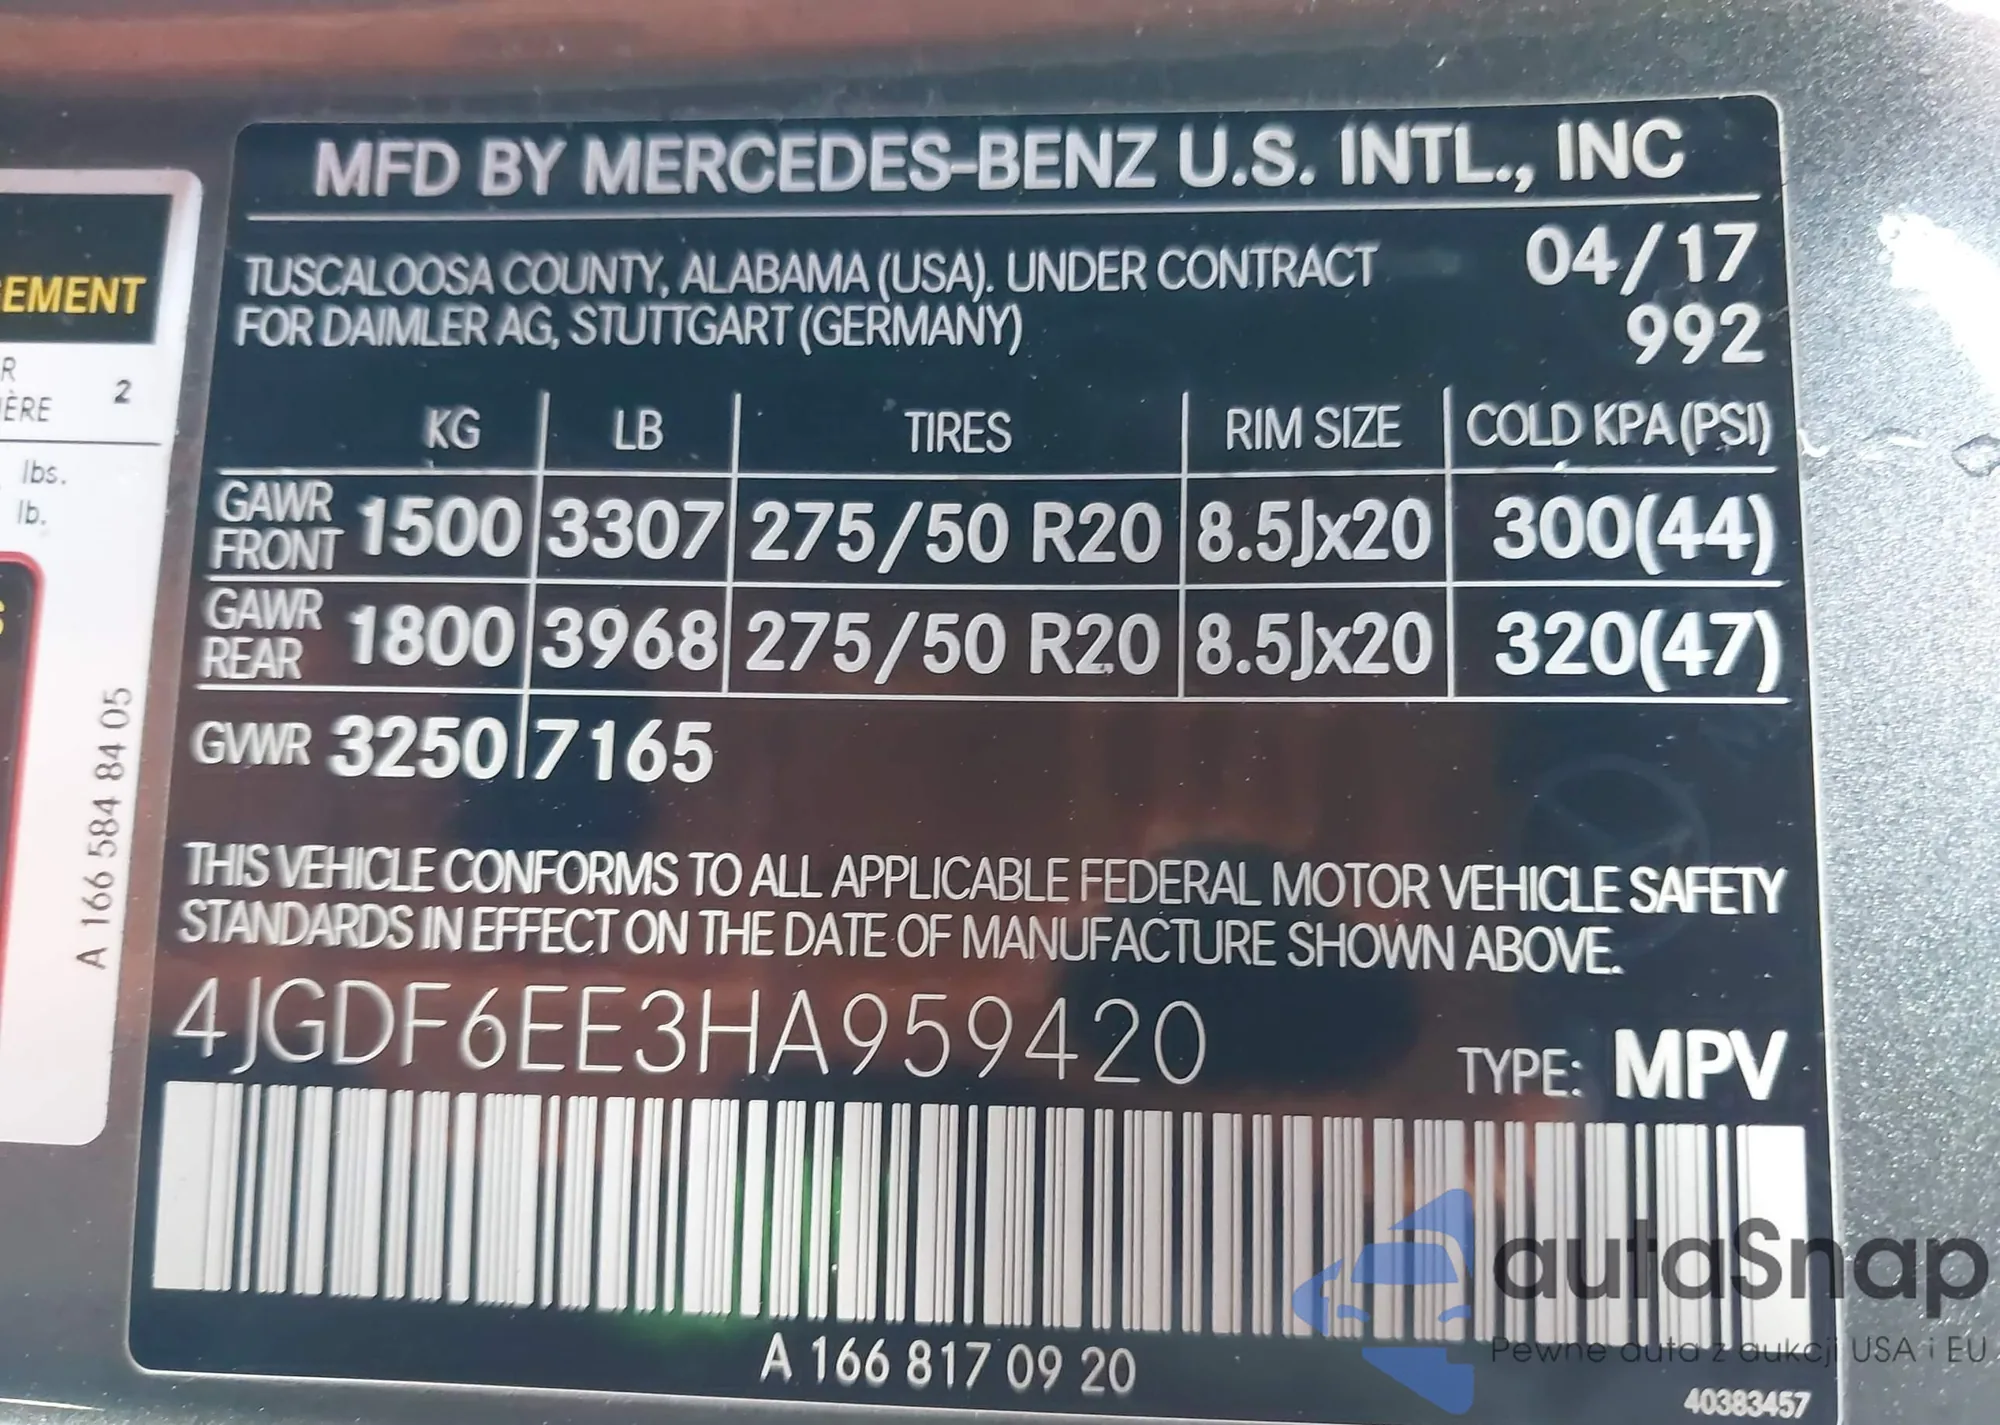 MFD BY MERCEDES-BENZ U.S. INTL., INC
TUSCALOOSA COUNTY, ALABAMA (USA). UNDER CONTRACT
FOR DAIMLER AG, STUTTGART (GERMANY)
04/17
992
KG LB TIRES RIM SIZE COLD KPA (PSI)
GAWR FRONT 1500 3307 275/50 R20 8.5Jx20 300(44)
GAWR REAR 1800 3968 275/50 R20 8.5Jx20 320(47)
GVWR 3250 7165
THIS VEHICLE CONFORMS TO ALL APPLICABLE FEDERAL MOTOR VEHICLE SAFETY
STANDARDS IN EFFECT ON THE DATE OF MANUFACTURE SHOWN ABOVE.
4JGDF6EE3HA959420
TYPE: MPV
A 166 817 09 20
40383457
EMENT
R
ÈRE
2
lbs.
lb.
A 166 584 84 05
autaSnap
Pewne auta z aukcji USA i EU